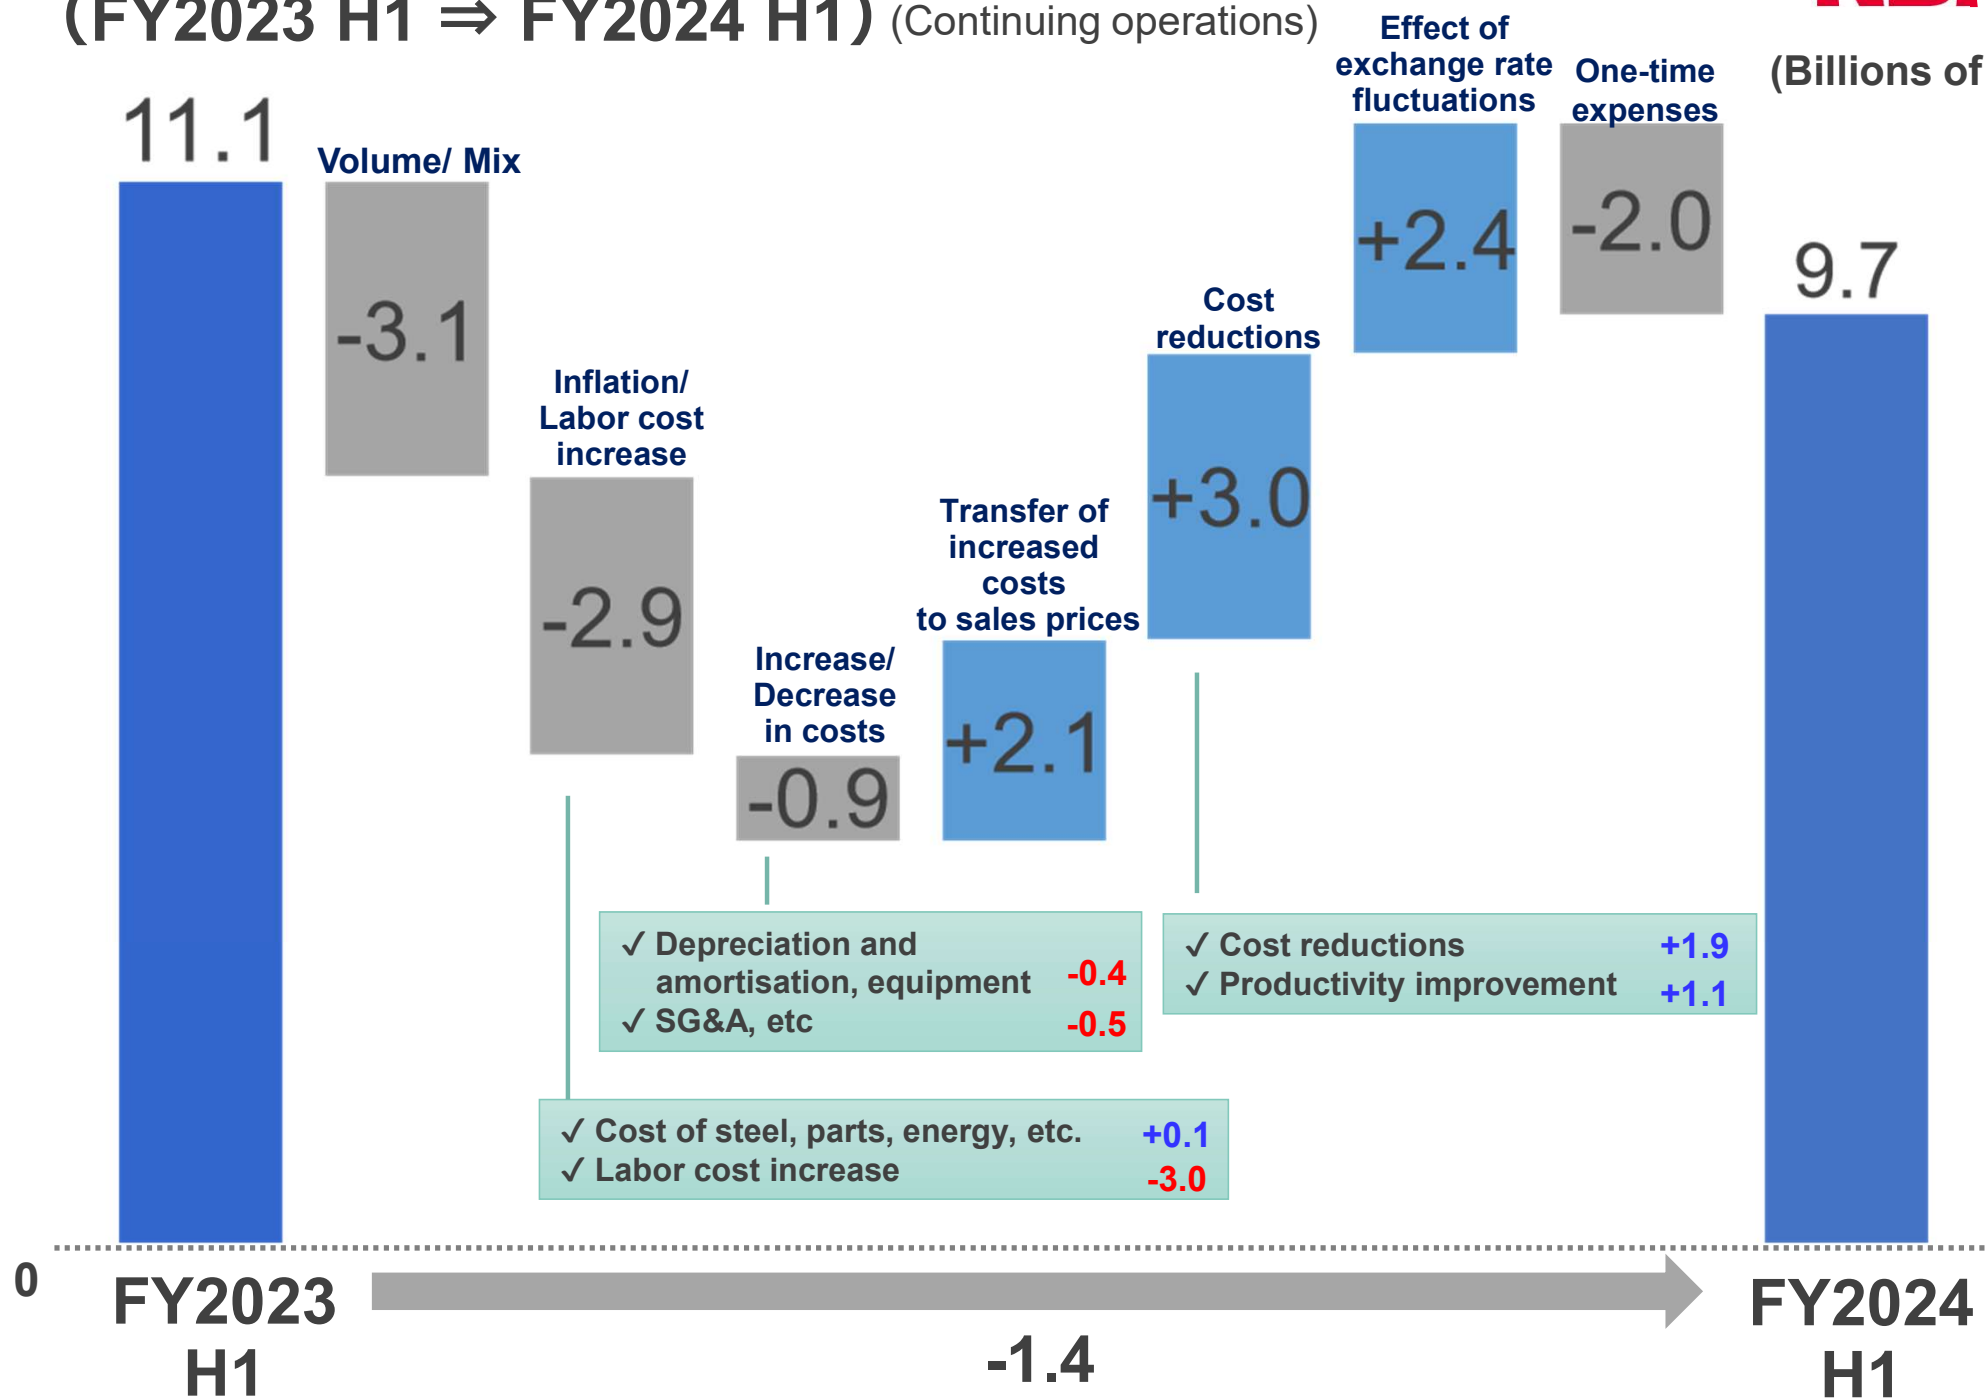 (FY2023 H1 ⇒ FY2024 H1) (Continuing operations)
(Billions of
11.1
Volume/ Mix
-3.1
Inflation/
Labor cost
increase
-2.9
Increase/
Decrease
in costs
-0.9
Transfer of
increased
costs
to sales prices
+2.1
Cost
reductions
+3.0
Effect of
exchange rate
fluctuations
+2.4
One-time
expenses
-2.0
9.7
✓ Depreciation and
amortisation, equipment -0.4
✓ SG&A, etc -0.5
✓ Cost reductions +1.9
✓ Productivity improvement +1.1
✓ Cost of steel, parts, energy, etc. +0.1
✓ Labor cost increase -3.0
0
FY2023
H1
-1.4
FY2024
H1